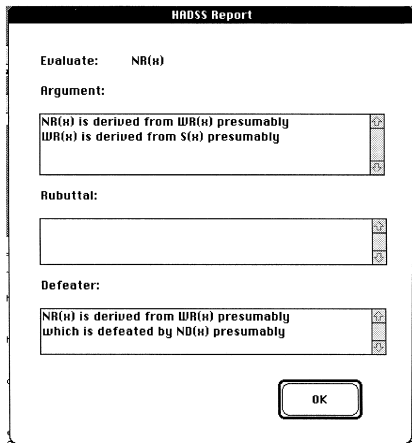 HADSS Report
Evaluate: NR(x)
Argument:
NR(x) is derived from WR(x) presumably
WR(x) is derived from S(x) presumably
Rubuttal:
Defeater:
NR(x) is derived from WR(x) presumably
which is defeated by ND(x) presumably
OK